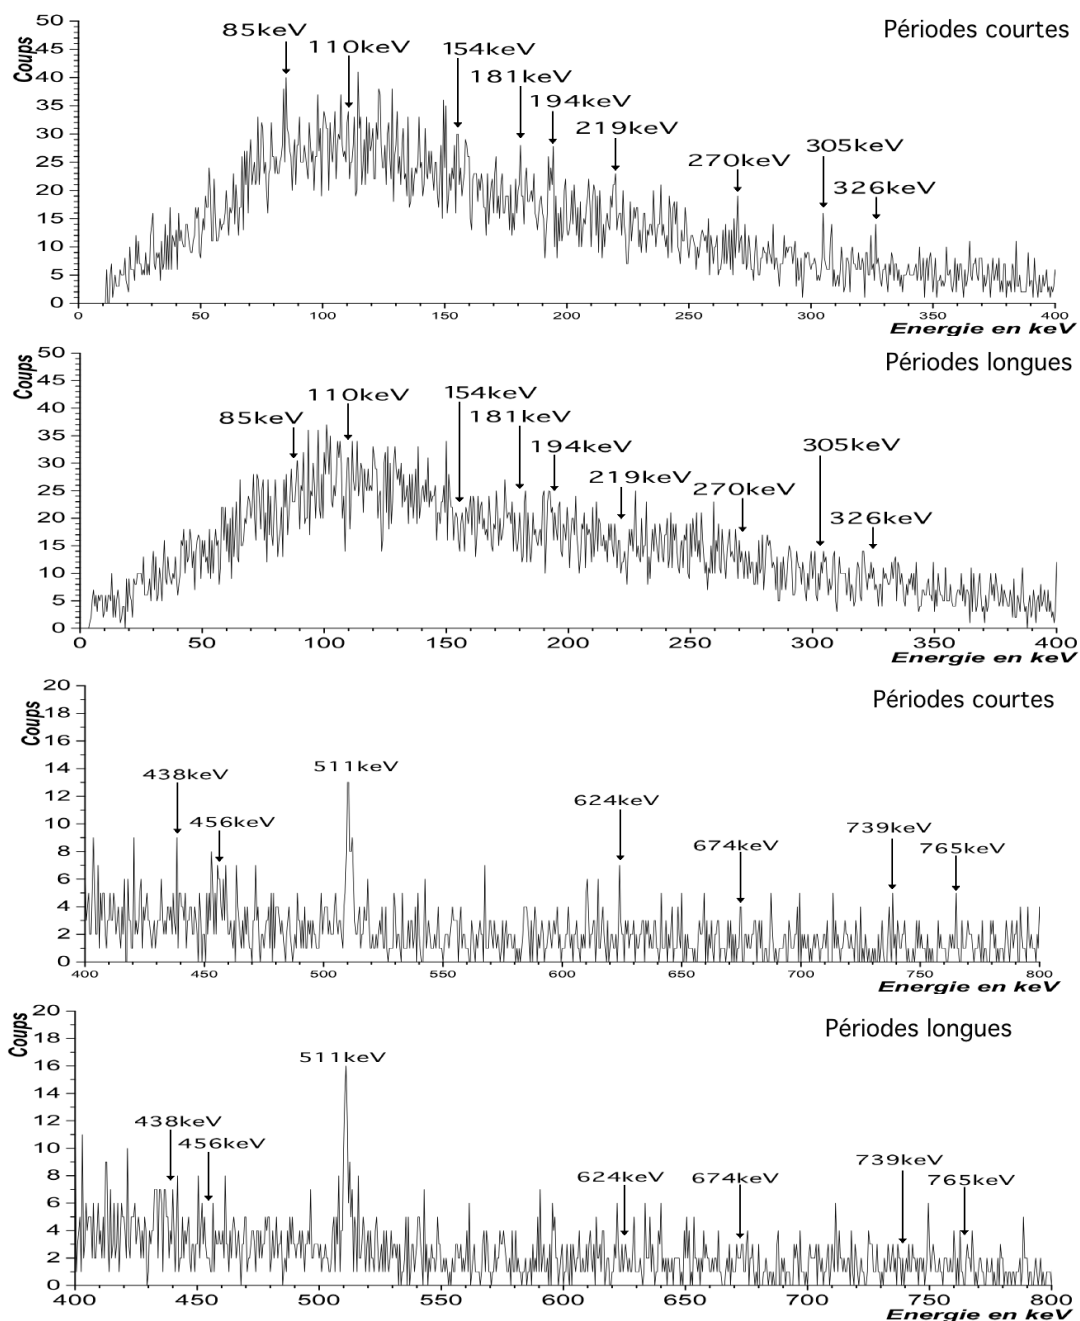 Périodes courtes
Coups
50
45
40
35
30
25
20
15
10
5
0
85keV
110keV
154keV
181keV
194keV
219keV
270keV
305keV
326keV
0 50 100 150 200 250 300 350 400
Energie en keV
Périodes longues
Coups
50
45
40
35
30
25
20
15
10
5
0
85keV
110keV
154keV
181keV
194keV
219keV
270keV
305keV
326keV
0 50 100 150 200 250 300 350 400
Energie en keV
Périodes courtes
Coups
20
18
16
14
12
10
8
6
4
2
0
438keV
456keV
511keV
624keV
674keV
739keV
765keV
400 450 500 550 600 650 700 750 800
Energie en keV
Périodes longues
Coups
20
18
16
14
12
10
8
6
4
2
0
438keV
456keV
511keV
624keV
674keV
739keV
765keV
400 450 500 550 600 650 700 750 800
Energie en keV